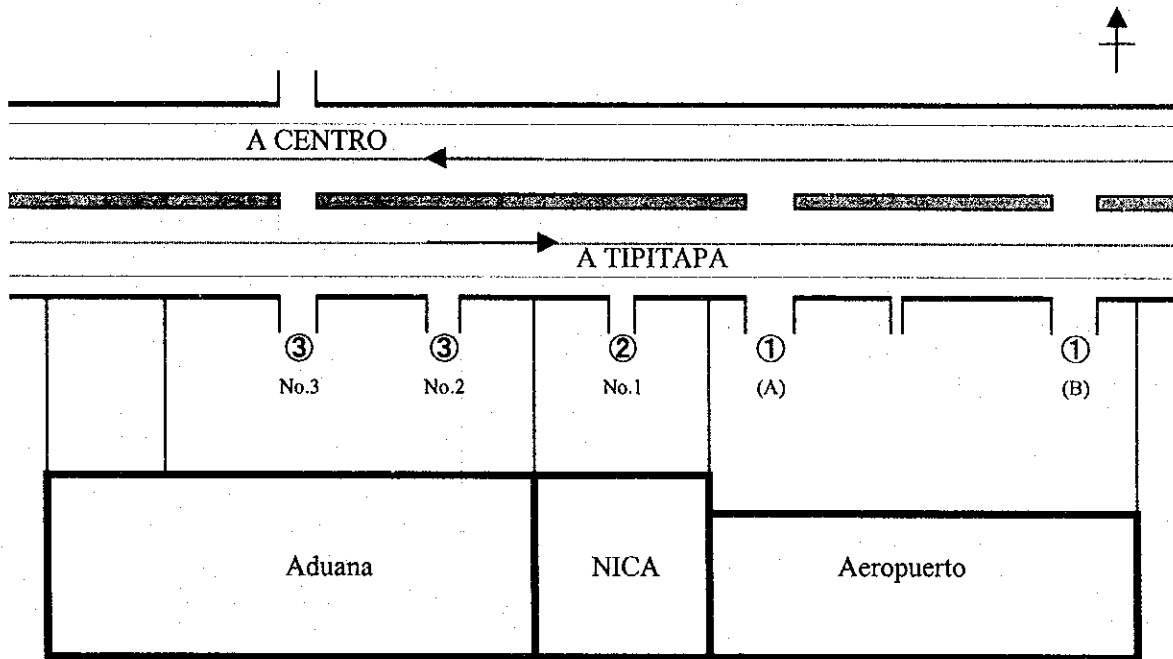 A CENTRO
A TIPITAPA
③ ③ ② ① ①
No.3 No.2 No.1 (A) (B)
Aduana NICA Aeropuerto